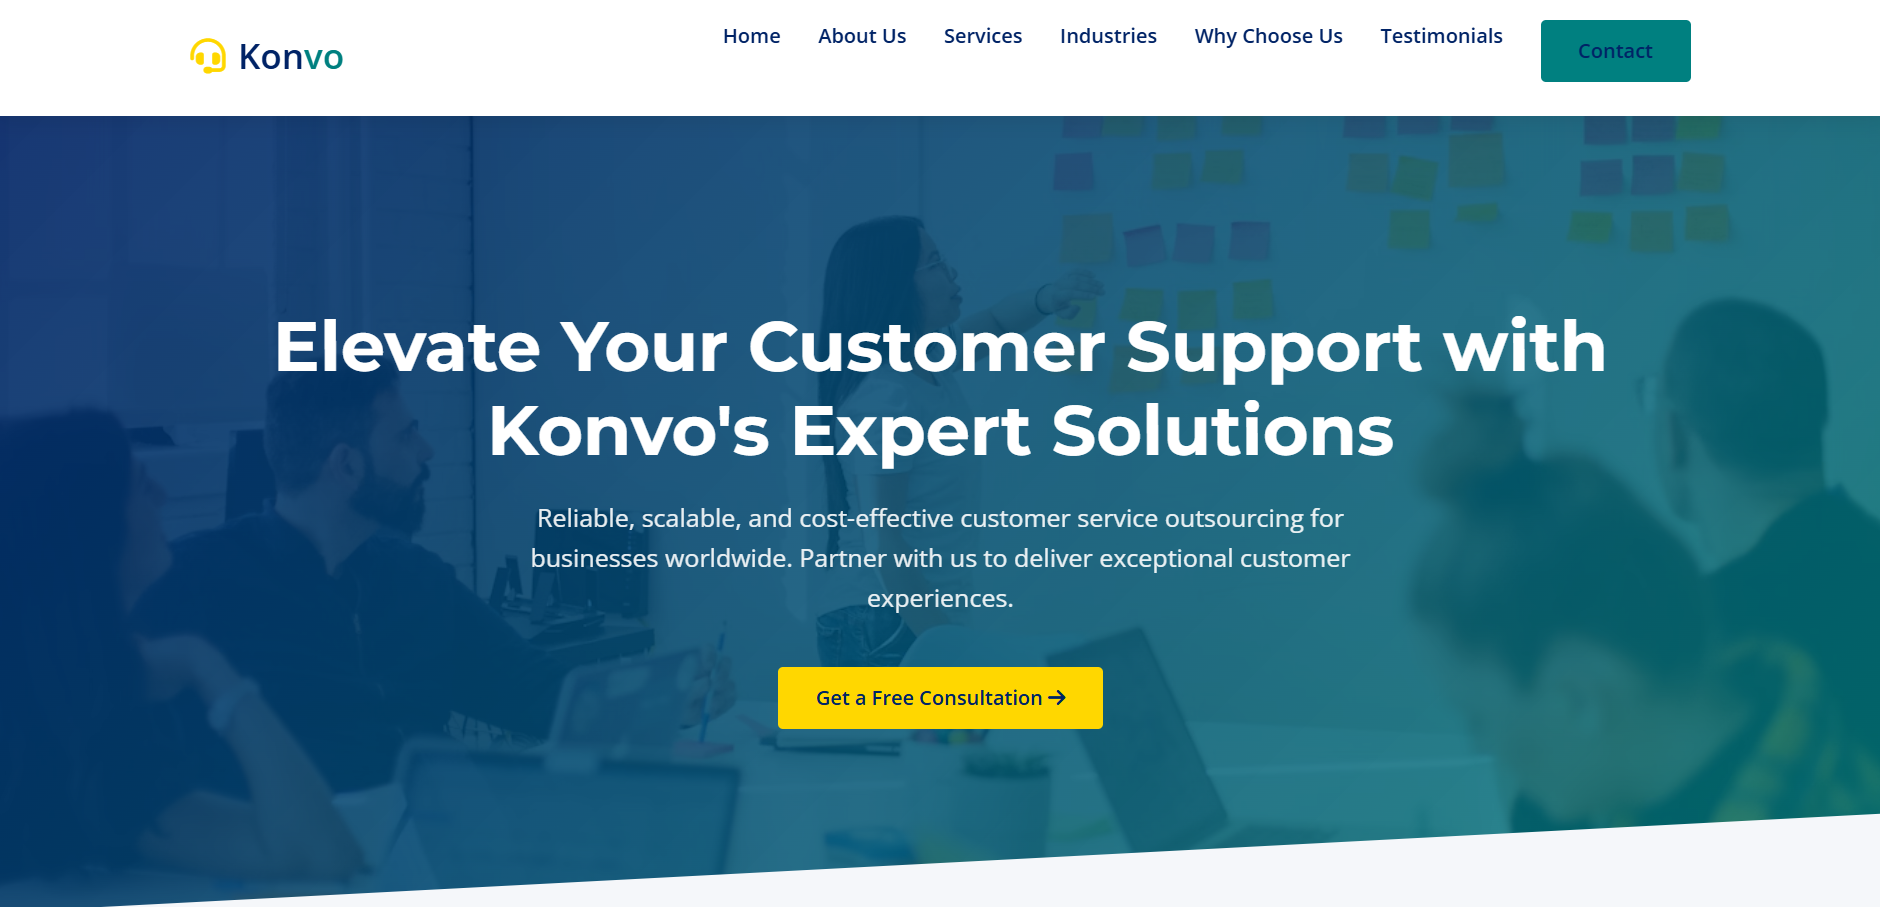 Konvo
Home About Us Services Industries Why Choose Us Testimonials Contact
Elevate Your Customer Support with
Konvo's Expert Solutions
Reliable, scalable, and cost-effective customer service outsourcing for
businesses worldwide. Partner with us to deliver exceptional customer
experiences.
Get a Free Consultation